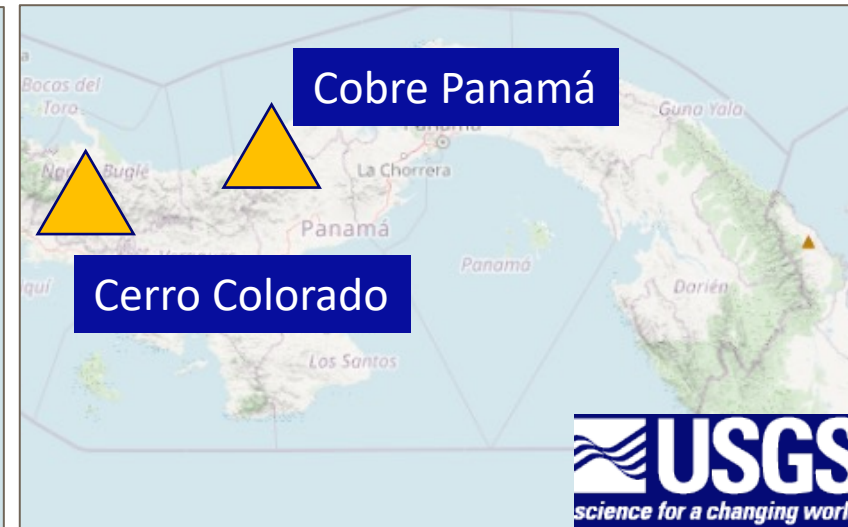 Cobre Panamá
Bocas del
Toro
Guna Yala
Buglé
La Chorrera
Panamá
Panamá
Darién
Cerro Colorado
Los Santos
USGS
science for a changing worl